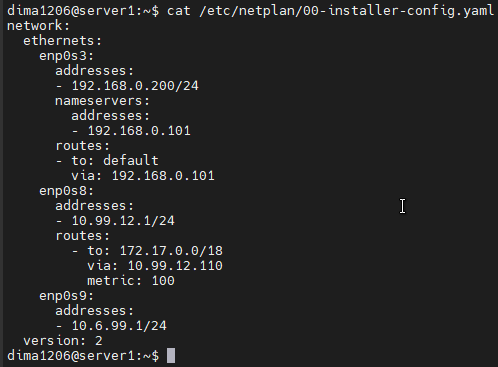 dima1206@server1:~$ cat /etc/netplan/00-installer-config.yaml
network:
  ethernets:
    enp0s3:
      addresses:
      - 192.168.0.200/24
      nameservers:
        addresses:
        - 192.168.0.101
      routes:
      - to: default
        via: 192.168.0.101
    enp0s8:
      addresses:
      - 10.99.12.1/24
      routes:
        - to: 172.17.0.0/18
          via: 10.99.12.110
          metric: 100
    enp0s9:
      addresses:
      - 10.6.99.1/24
  version: 2
dima1206@server1:~$